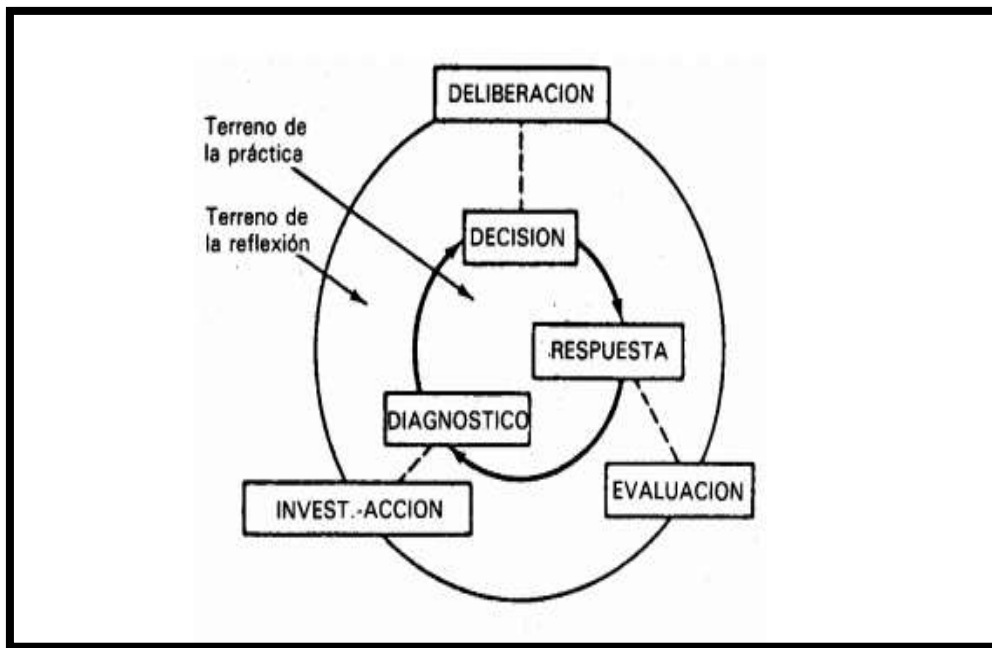 DELIBERACION
Terreno de
la práctica
Terreno de
la reflexión
DECISION
RESPUESTA
DIAGNOSTICO
EVALUACION
INVEST.-ACCION